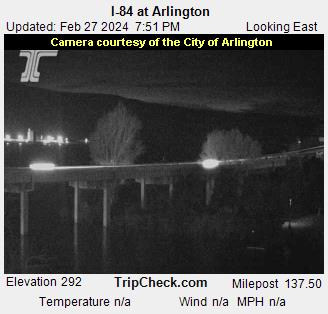 I-84 at Arlington
Updated: Feb 27 2024 7:51 PM Looking East
Camera courtesy of the City of Arlington
Elevation 292 TripCheck.com Milepost 137.50
Temperature n/a Wind n/a MPH n/a